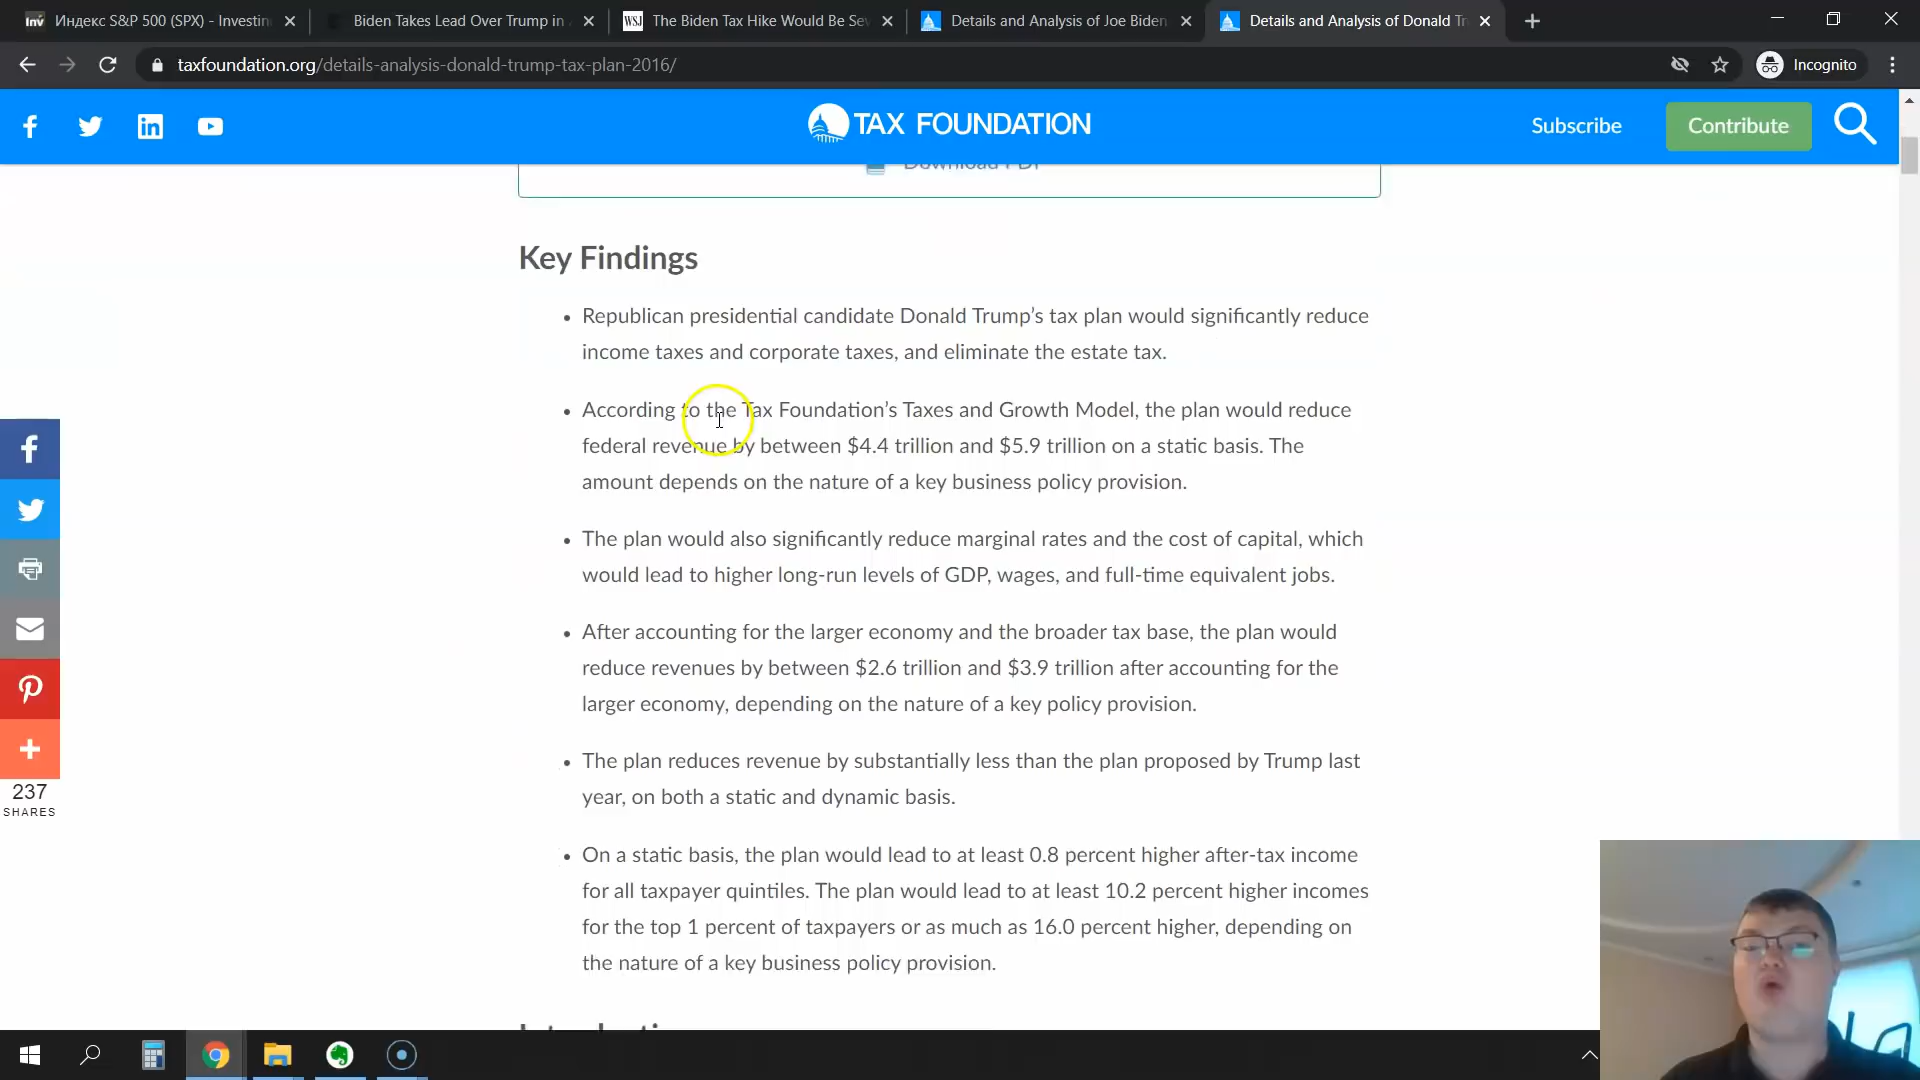 Индекс S&P 500 (SPX) - Investin
Biden Takes Lead Over Trump in
WSJ
The Biden Tax Hike Would Be Sev
Details and Analysis of Joe Biden
Details and Analysis of Donald Tr
taxfoundation.org/details-analysis-donald-trump-tax-plan-2016/
Incognito
TAX FOUNDATION
Subscribe
Contribute
Download PDF
Key Findings
• Republican presidential candidate Donald Trump’s tax plan would significantly reduce
income taxes and corporate taxes, and eliminate the estate tax.
• According to the Tax Foundation’s Taxes and Growth Model, the plan would reduce
federal revenue by between $4.4 trillion and $5.9 trillion on a static basis. The
amount depends on the nature of a key business policy provision.
• The plan would also significantly reduce marginal rates and the cost of capital, which
would lead to higher long-run levels of GDP, wages, and full-time equivalent jobs.
• After accounting for the larger economy and the broader tax base, the plan would
reduce revenues by between $2.6 trillion and $3.9 trillion after accounting for the
larger economy, depending on the nature of a key policy provision.
• The plan reduces revenue by substantially less than the plan proposed by Trump last
year, on both a static and dynamic basis.
• On a static basis, the plan would lead to at least 0.8 percent higher after-tax income
for all taxpayer quintiles. The plan would lead to at least 10.2 percent higher incomes
for the top 1 percent of taxpayers or as much as 16.0 percent higher, depending on
the nature of a key business policy provision.
237
SHARES